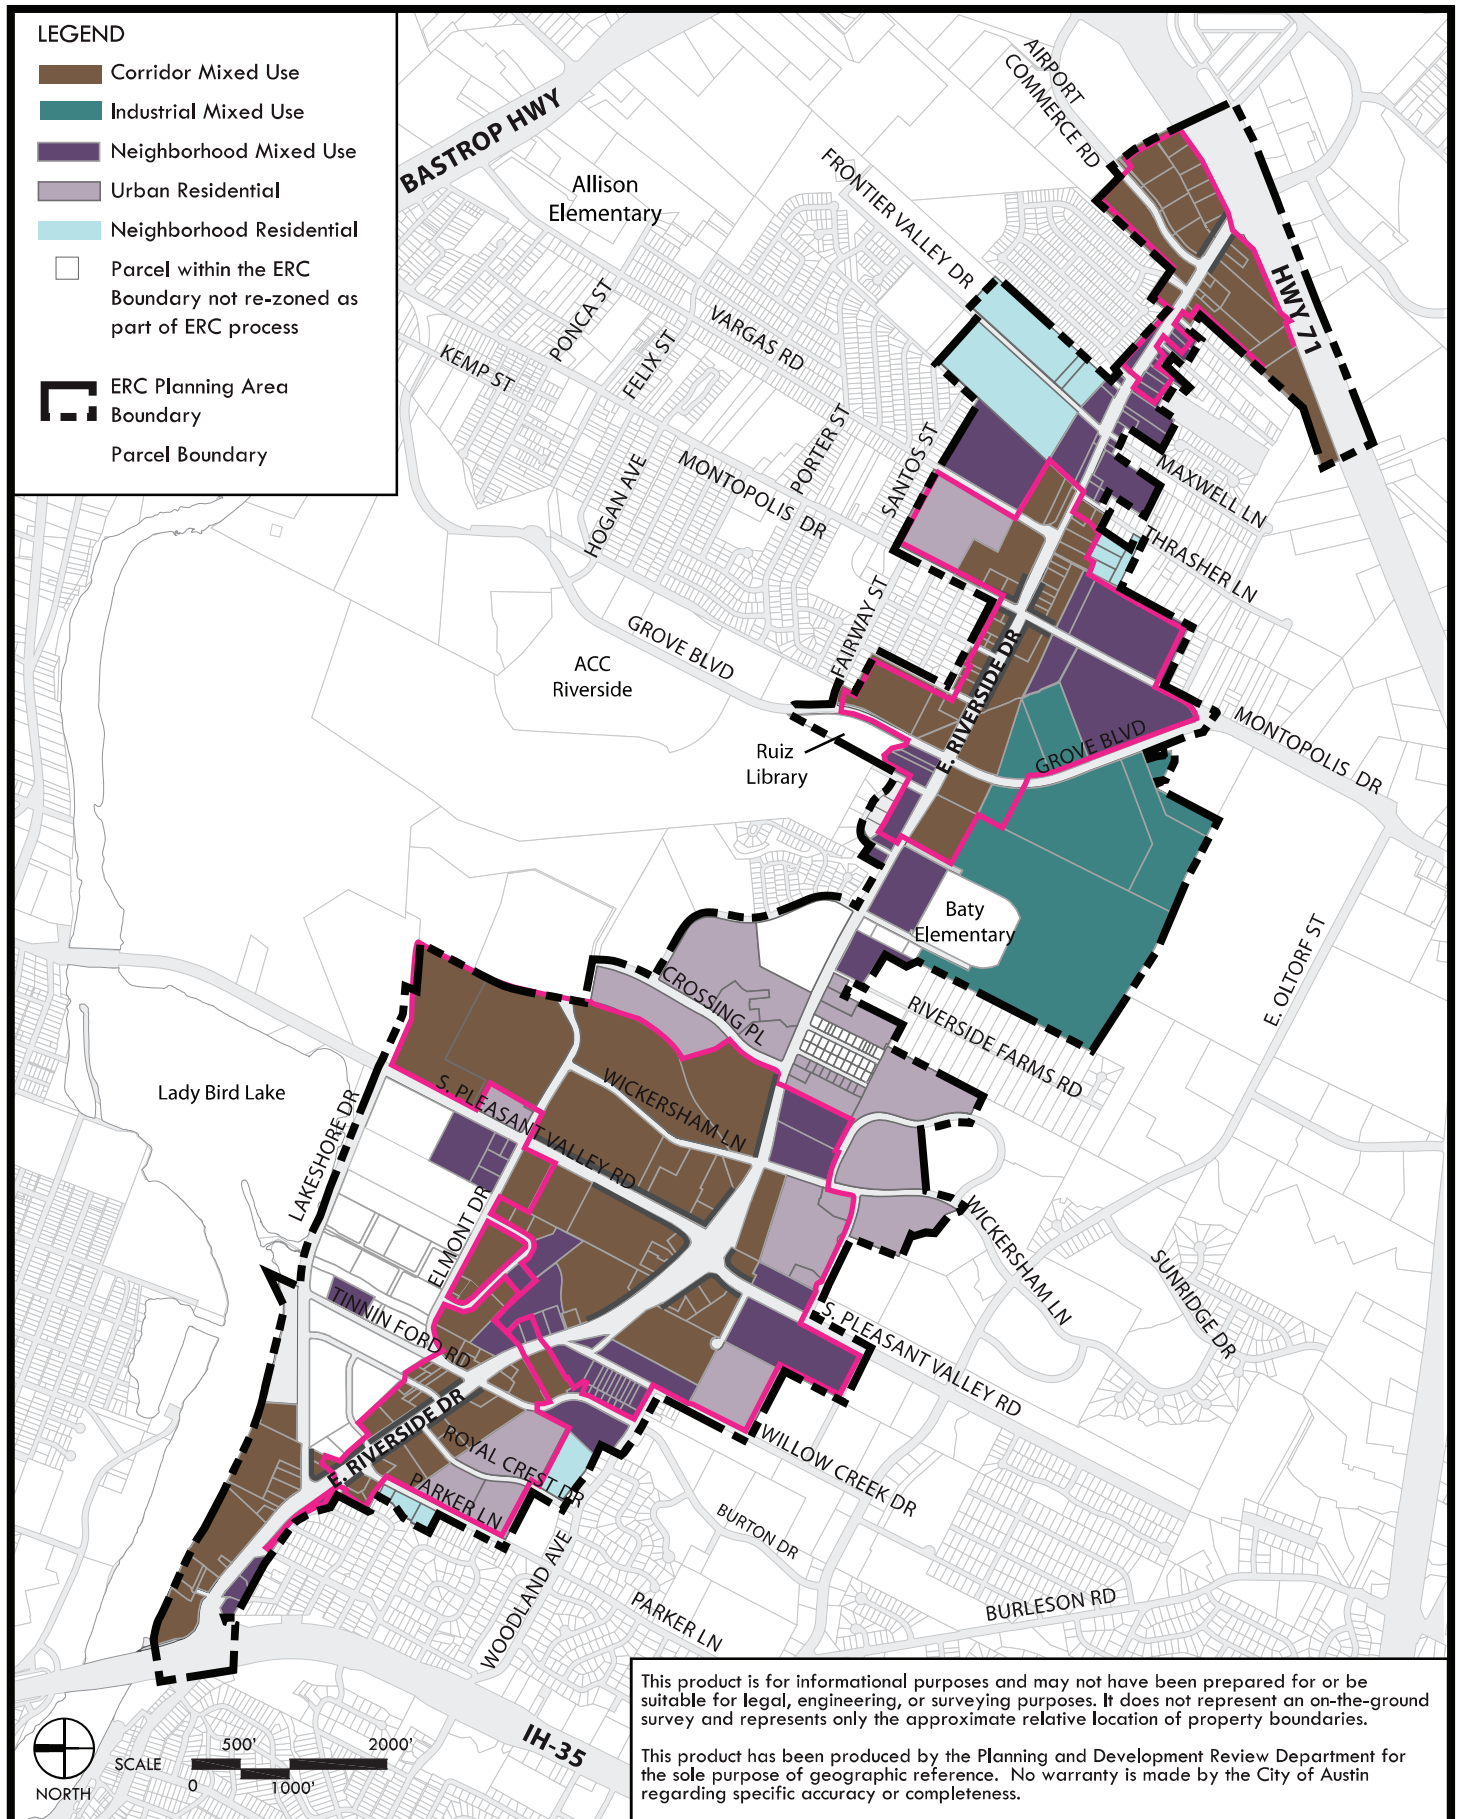 LEGEND
Corridor Mixed Use
Industrial Mixed Use
Neighborhood Mixed Use
Urban Residential
Neighborhood Residential
Parcel within the ERC
Boundary not re-zoned as
part of ERC process
ERC Planning Area
Boundary
Parcel Boundary
BASTROP HWY
AIRPORT
COMMERCE RD
Allison
Elementary
FRONTIER VALLEY DR
HWY 71
PONCA ST
VARGAS RD
KEMP ST
FELIX ST
PORTER ST
SANTOS ST
MONTOPOLIS DR
HOGAN AVE
MAXWELL LN
THRASHER LN
FAIRWAY ST
GROVE BLVD
ACC
Riverside
E. RIVERSIDE DR
MONTOPOLIS DR
GROVE BLVD
Ruiz
Library
Baty
Elementary
E. OLTORF ST
CROSSING PL
RIVERSIDE FARMS RD
Lady Bird Lake
LAKESHORE DR
S. PLEASANT VALLEY RD
WICKERSHAM LN
ELMONT DR
WICKERSHAM LN
SUNRIDGE DR
TINNIN FORD RD
S. PLEASANT VALLEY RD
E. RIVERSIDE DR
ROYAL CREST DR
PARKER LN
WILLOW CREEK DR
BURTON DR
WOODLAND AVE
PARKER LN
BURLESON RD
IH-35
NORTH
SCALE
500'
2000'
0
1000'
This product is for informational purposes and may not have been prepared for or be
suitable for legal, engineering, or surveying purposes. It does not represent an on-the-ground
survey and represents only the approximate relative location of property boundaries.
This product has been produced by the Planning and Development Review Department for
the sole purpose of geographic reference. No warranty is made by the City of Austin
regarding specific accuracy or completeness.